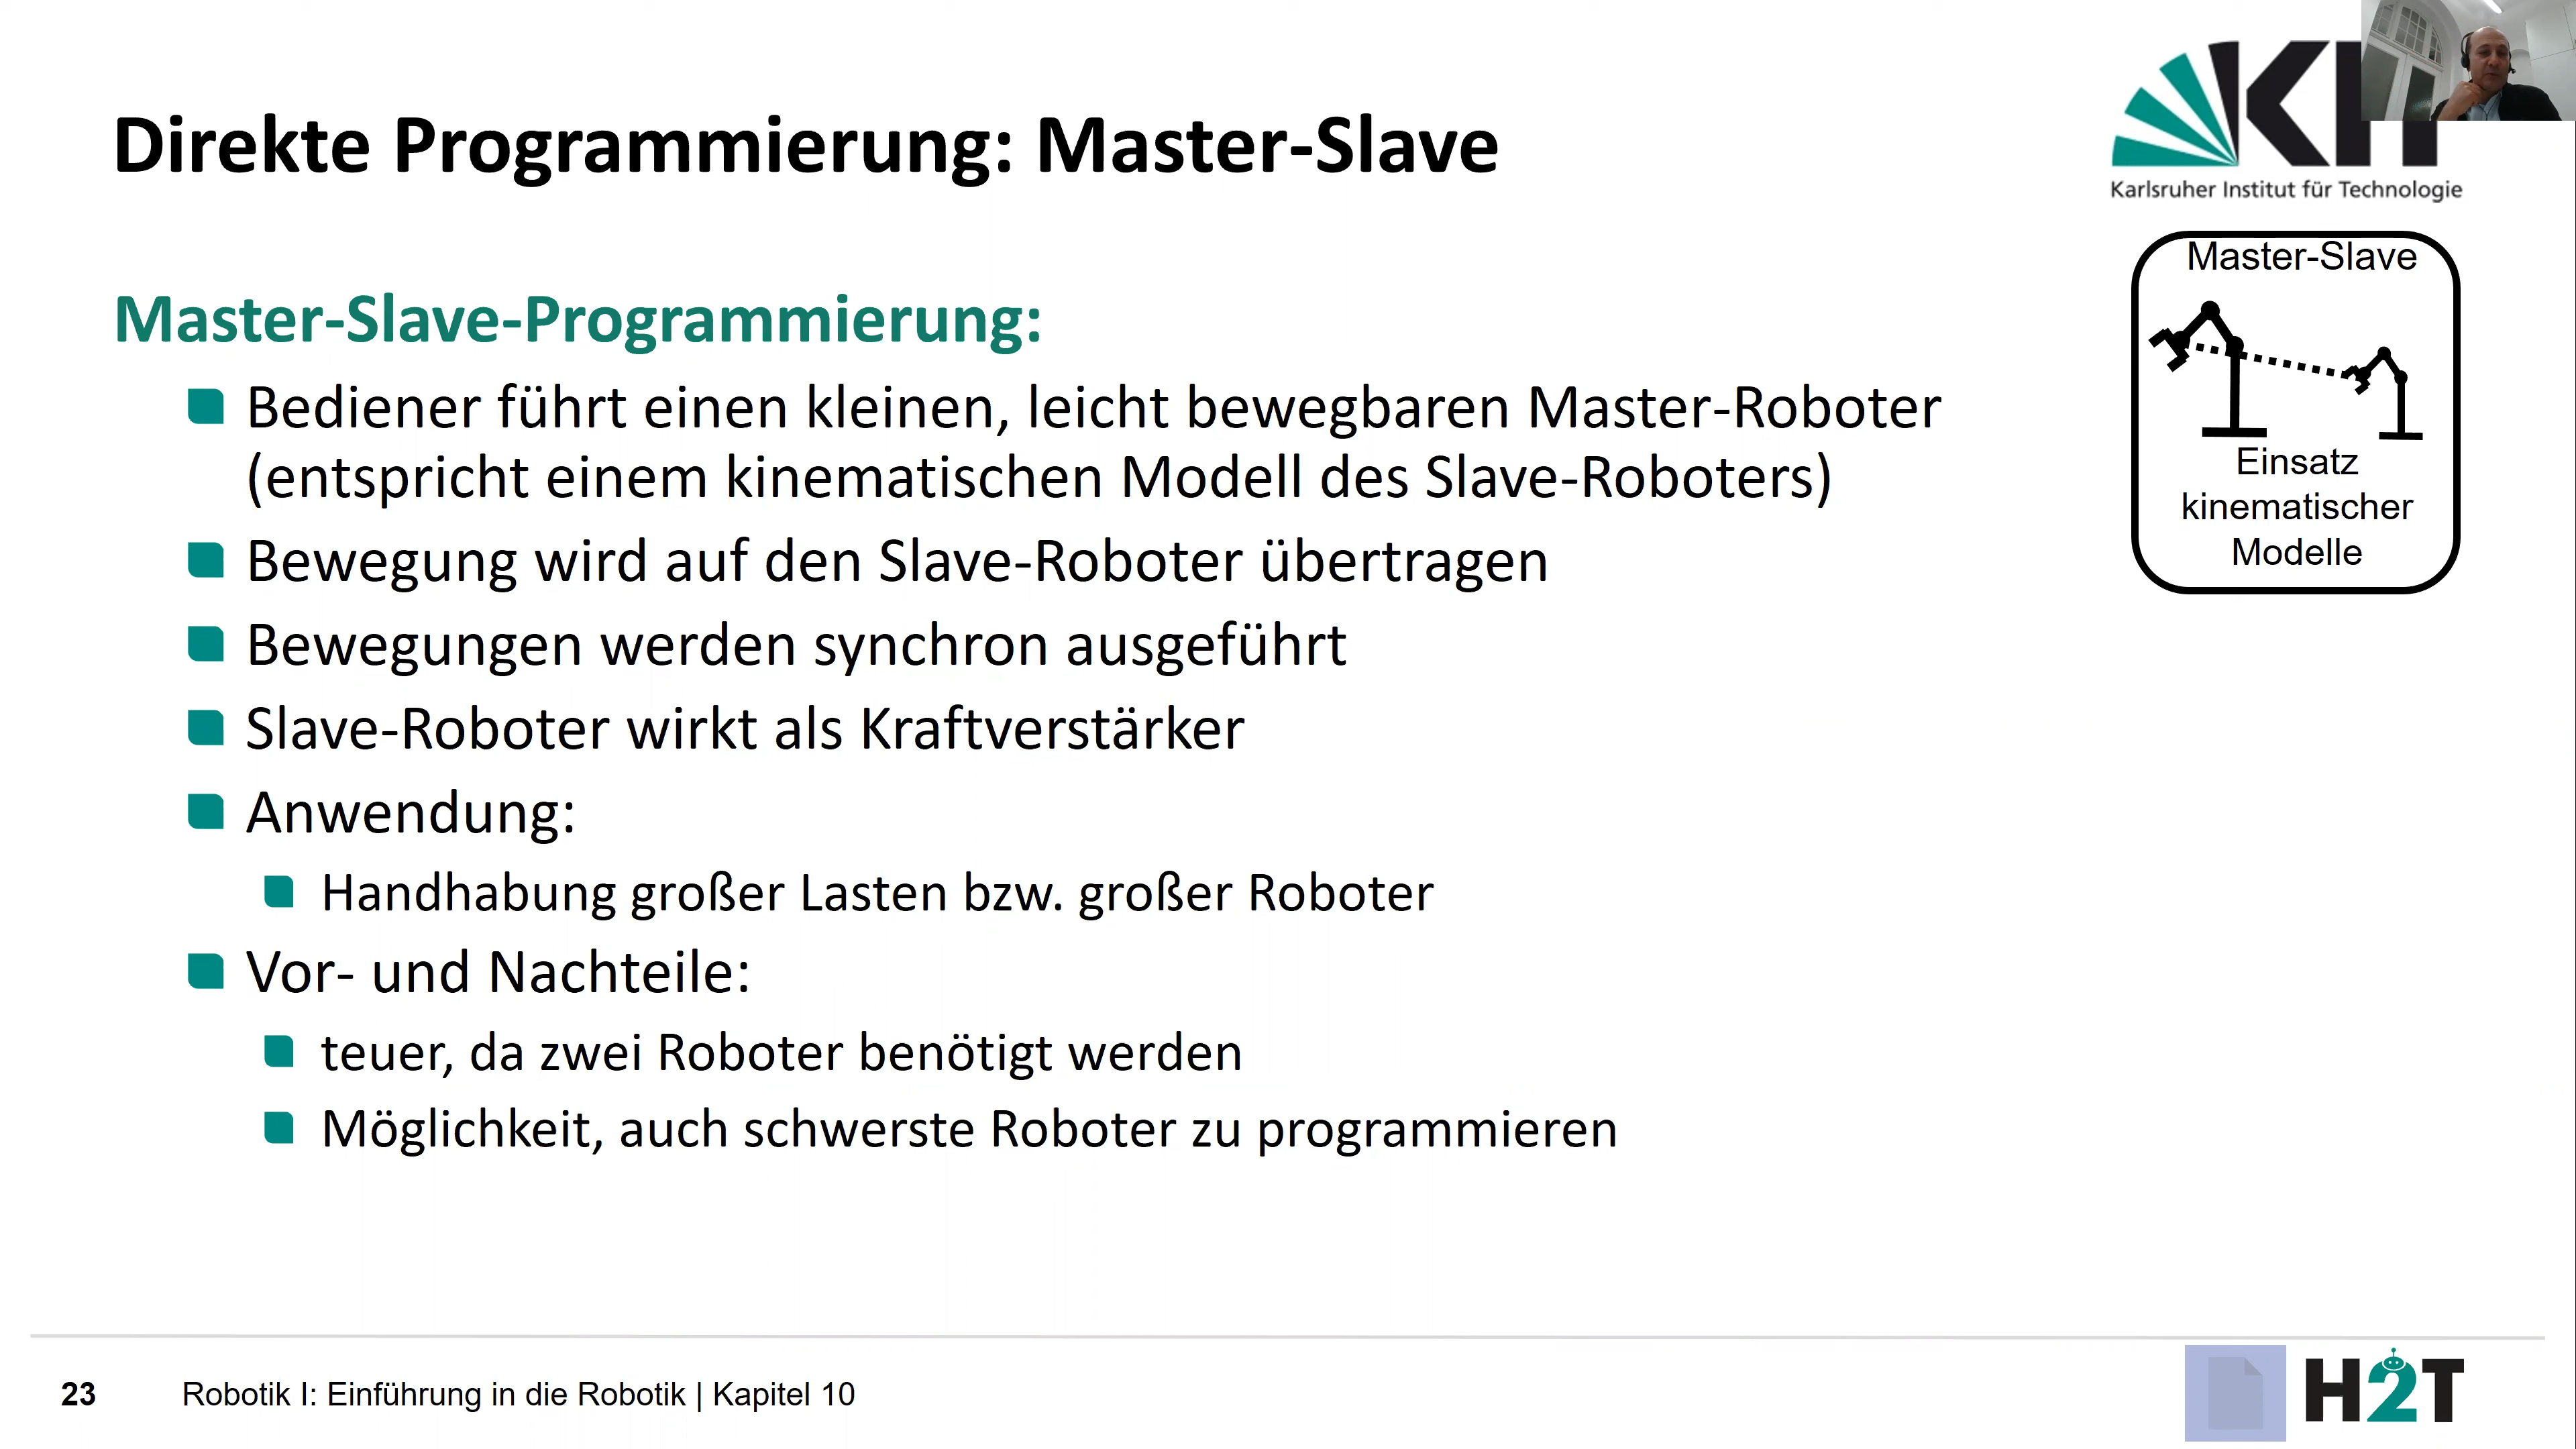 Direkte Programmierung: Master-Slave
Karlsruher Institut für Technologie
Master-Slave-Programmierung:
Bediener führt einen kleinen, leicht bewegbaren Master-Roboter
(entspricht einem kinematischen Modell des Slave-Roboters)
Bewegung wird auf den Slave-Roboter übertragen
Bewegungen werden synchron ausgeführt
Slave-Roboter wirkt als Kraftverstärker
Anwendung:
Handhabung großer Lasten bzw. großer Roboter
Vor- und Nachteile:
teuer, da zwei Roboter benötigt werden
Möglichkeit, auch schwerste Roboter zu programmieren
Master-Slave
Einsatz
kinematischer
Modelle
23 Robotik I: Einführung in die Robotik | Kapitel 10
H2T